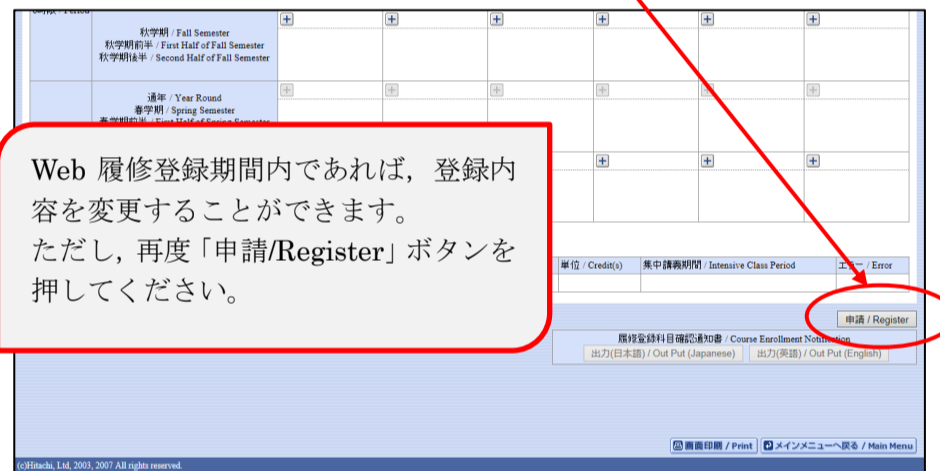 秋学期 / Fall Semester
秋学期前半 / First Half of Fall Semester
秋学期後半 / Second Half of Fall Semester
通年 / Year Round
春学期 / Spring Semester
Web 履修登録期間内であれば，登録内
容を変更することができます。
ただし，再度「申請/Register」ボタンを
押してください。
単位 / Credit(s) 集中講義期間 / Intensive Class Period エラー / Error
申請 / Register
履修登録科目確認通知書 / Course Enrollment Notification
出力(日本語) / Out Put (Japanese) 出力(英語) / Out Put (English)
画面印刷 / Print メインメニューへ戻る / Main Menu
(c)Hitachi, Ltd, 2003, 2007 All rights reserved.